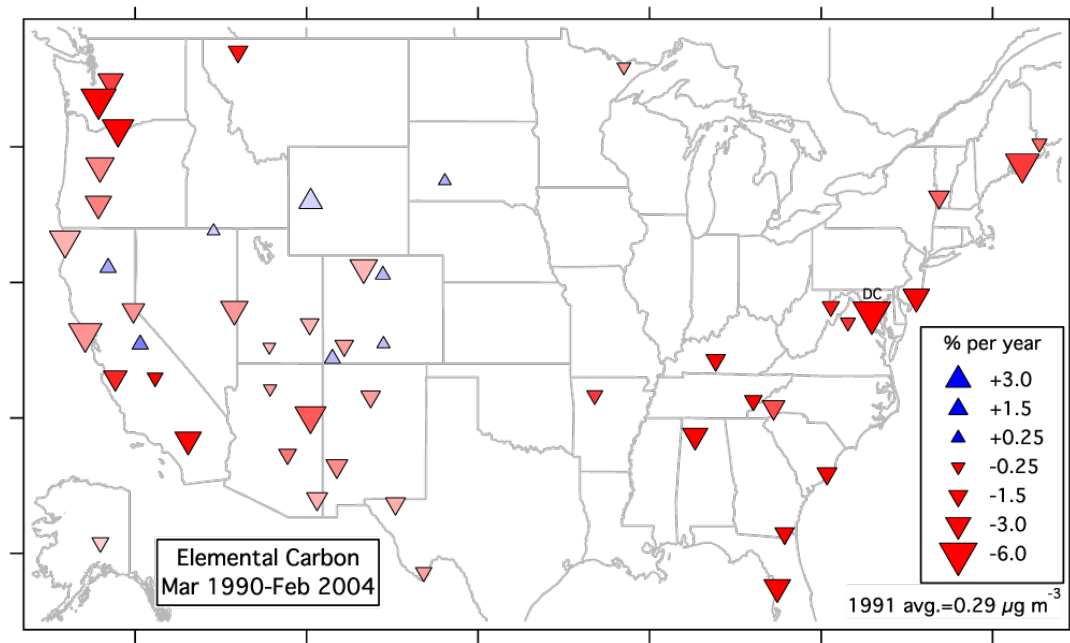 DC
% per year
+3.0
+1.5
+0.25
-0.25
-1.5
-3.0
-6.0
Elemental Carbon
Mar 1990-Feb 2004
1991 avg.=0.29 µg m⁻³